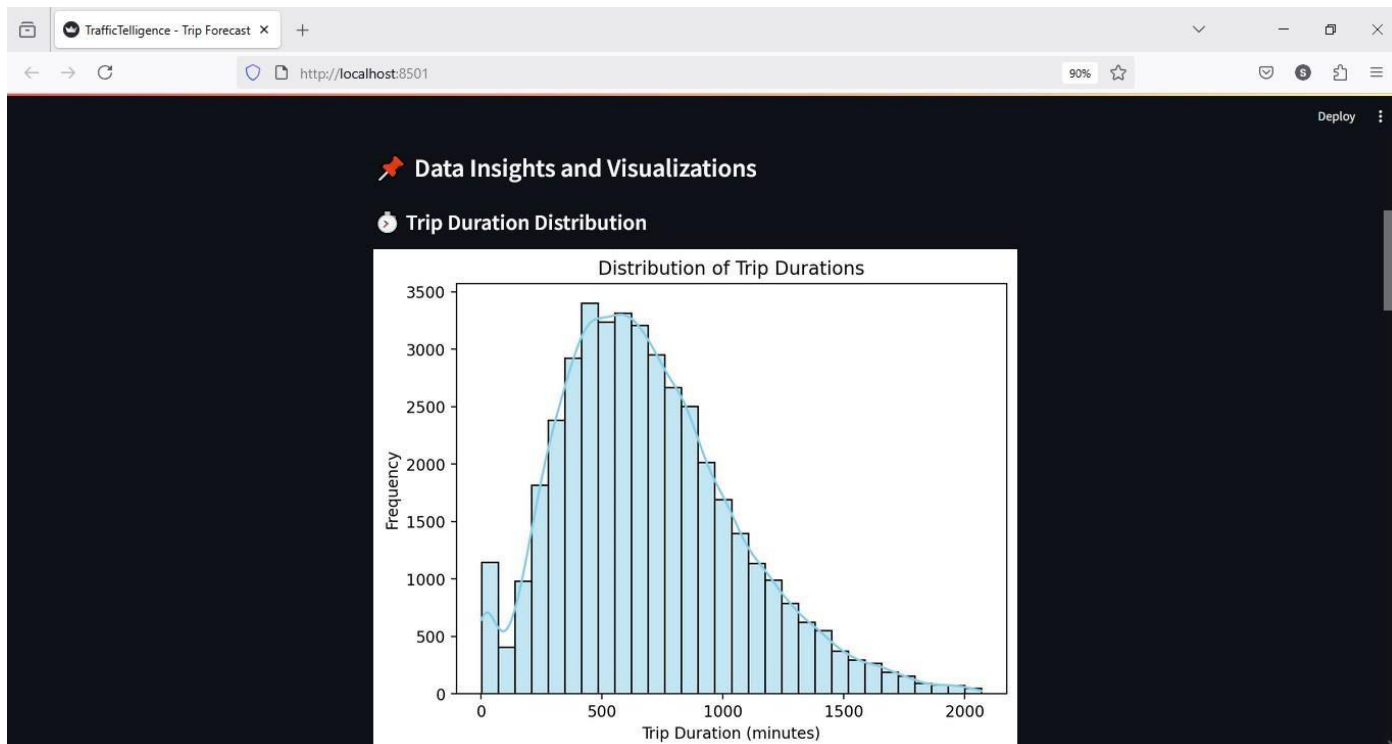 TrafficTelligence - Trip Forecast
http://localhost:8501
90%
S
Deploy
Data Insights and Visualizations
Trip Duration Distribution
Distribution of Trip Durations
3500
3000
2500
2000
1500
1000
500
0
Frequency
0 500 1000 1500 2000
Trip Duration (minutes)